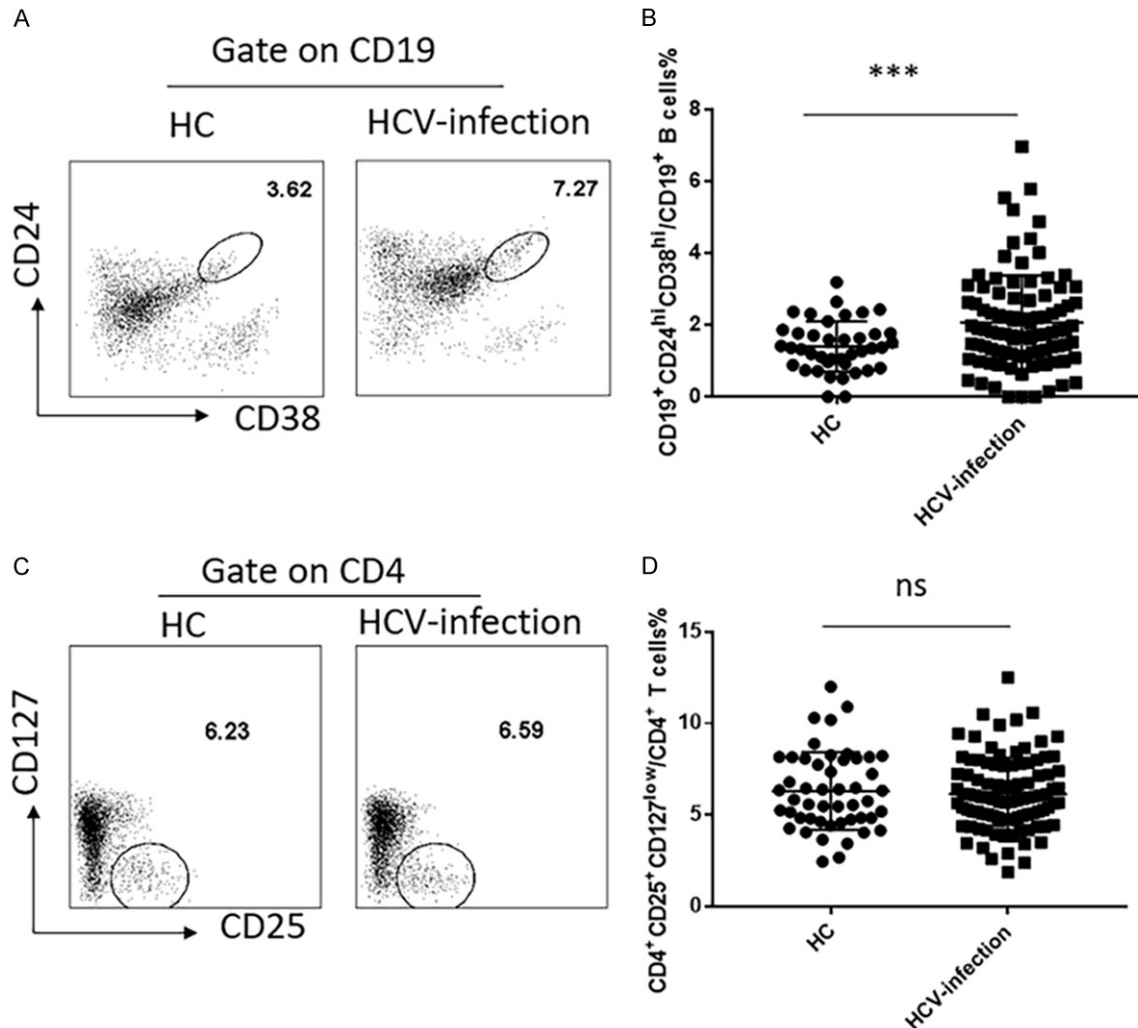 A
Gate on CD19
HC
HCV-infection
3.62
7.27
CD24
CD38
B
***
CD19⁺CD24ʰⁱCD38ʰⁱ/CD19⁺ B cells%
8
6
4
2
0
HC
HCV-infection
C
Gate on CD4
HC
HCV-infection
6.23
6.59
CD127
CD25
D
ns
CD4⁺CD25⁺CD127ˡᵒʷ/CD4⁺ T cells%
15
10
5
0
HC
HCV-infection